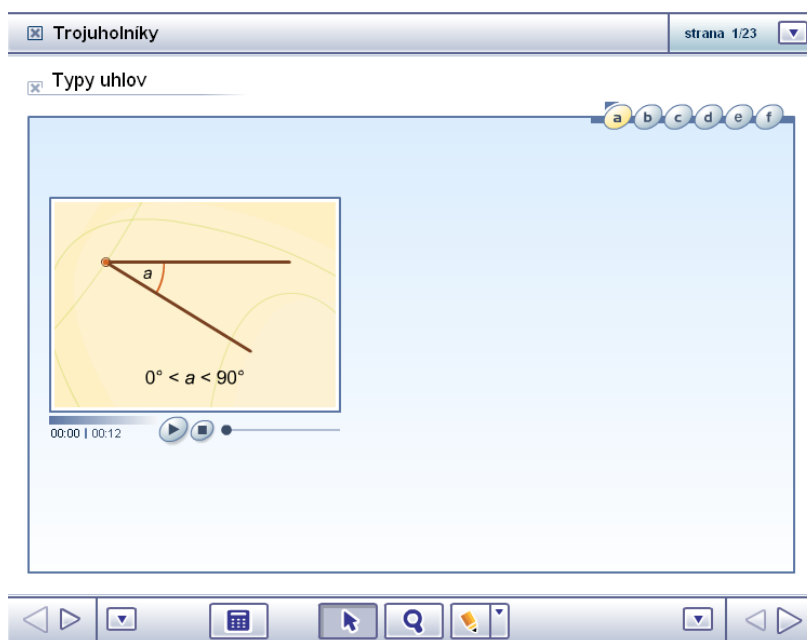 Trojuholníky
strana 1/23
Typy uhlov
a b c d e f
a
0° < a < 90°
00:00 | 00:12